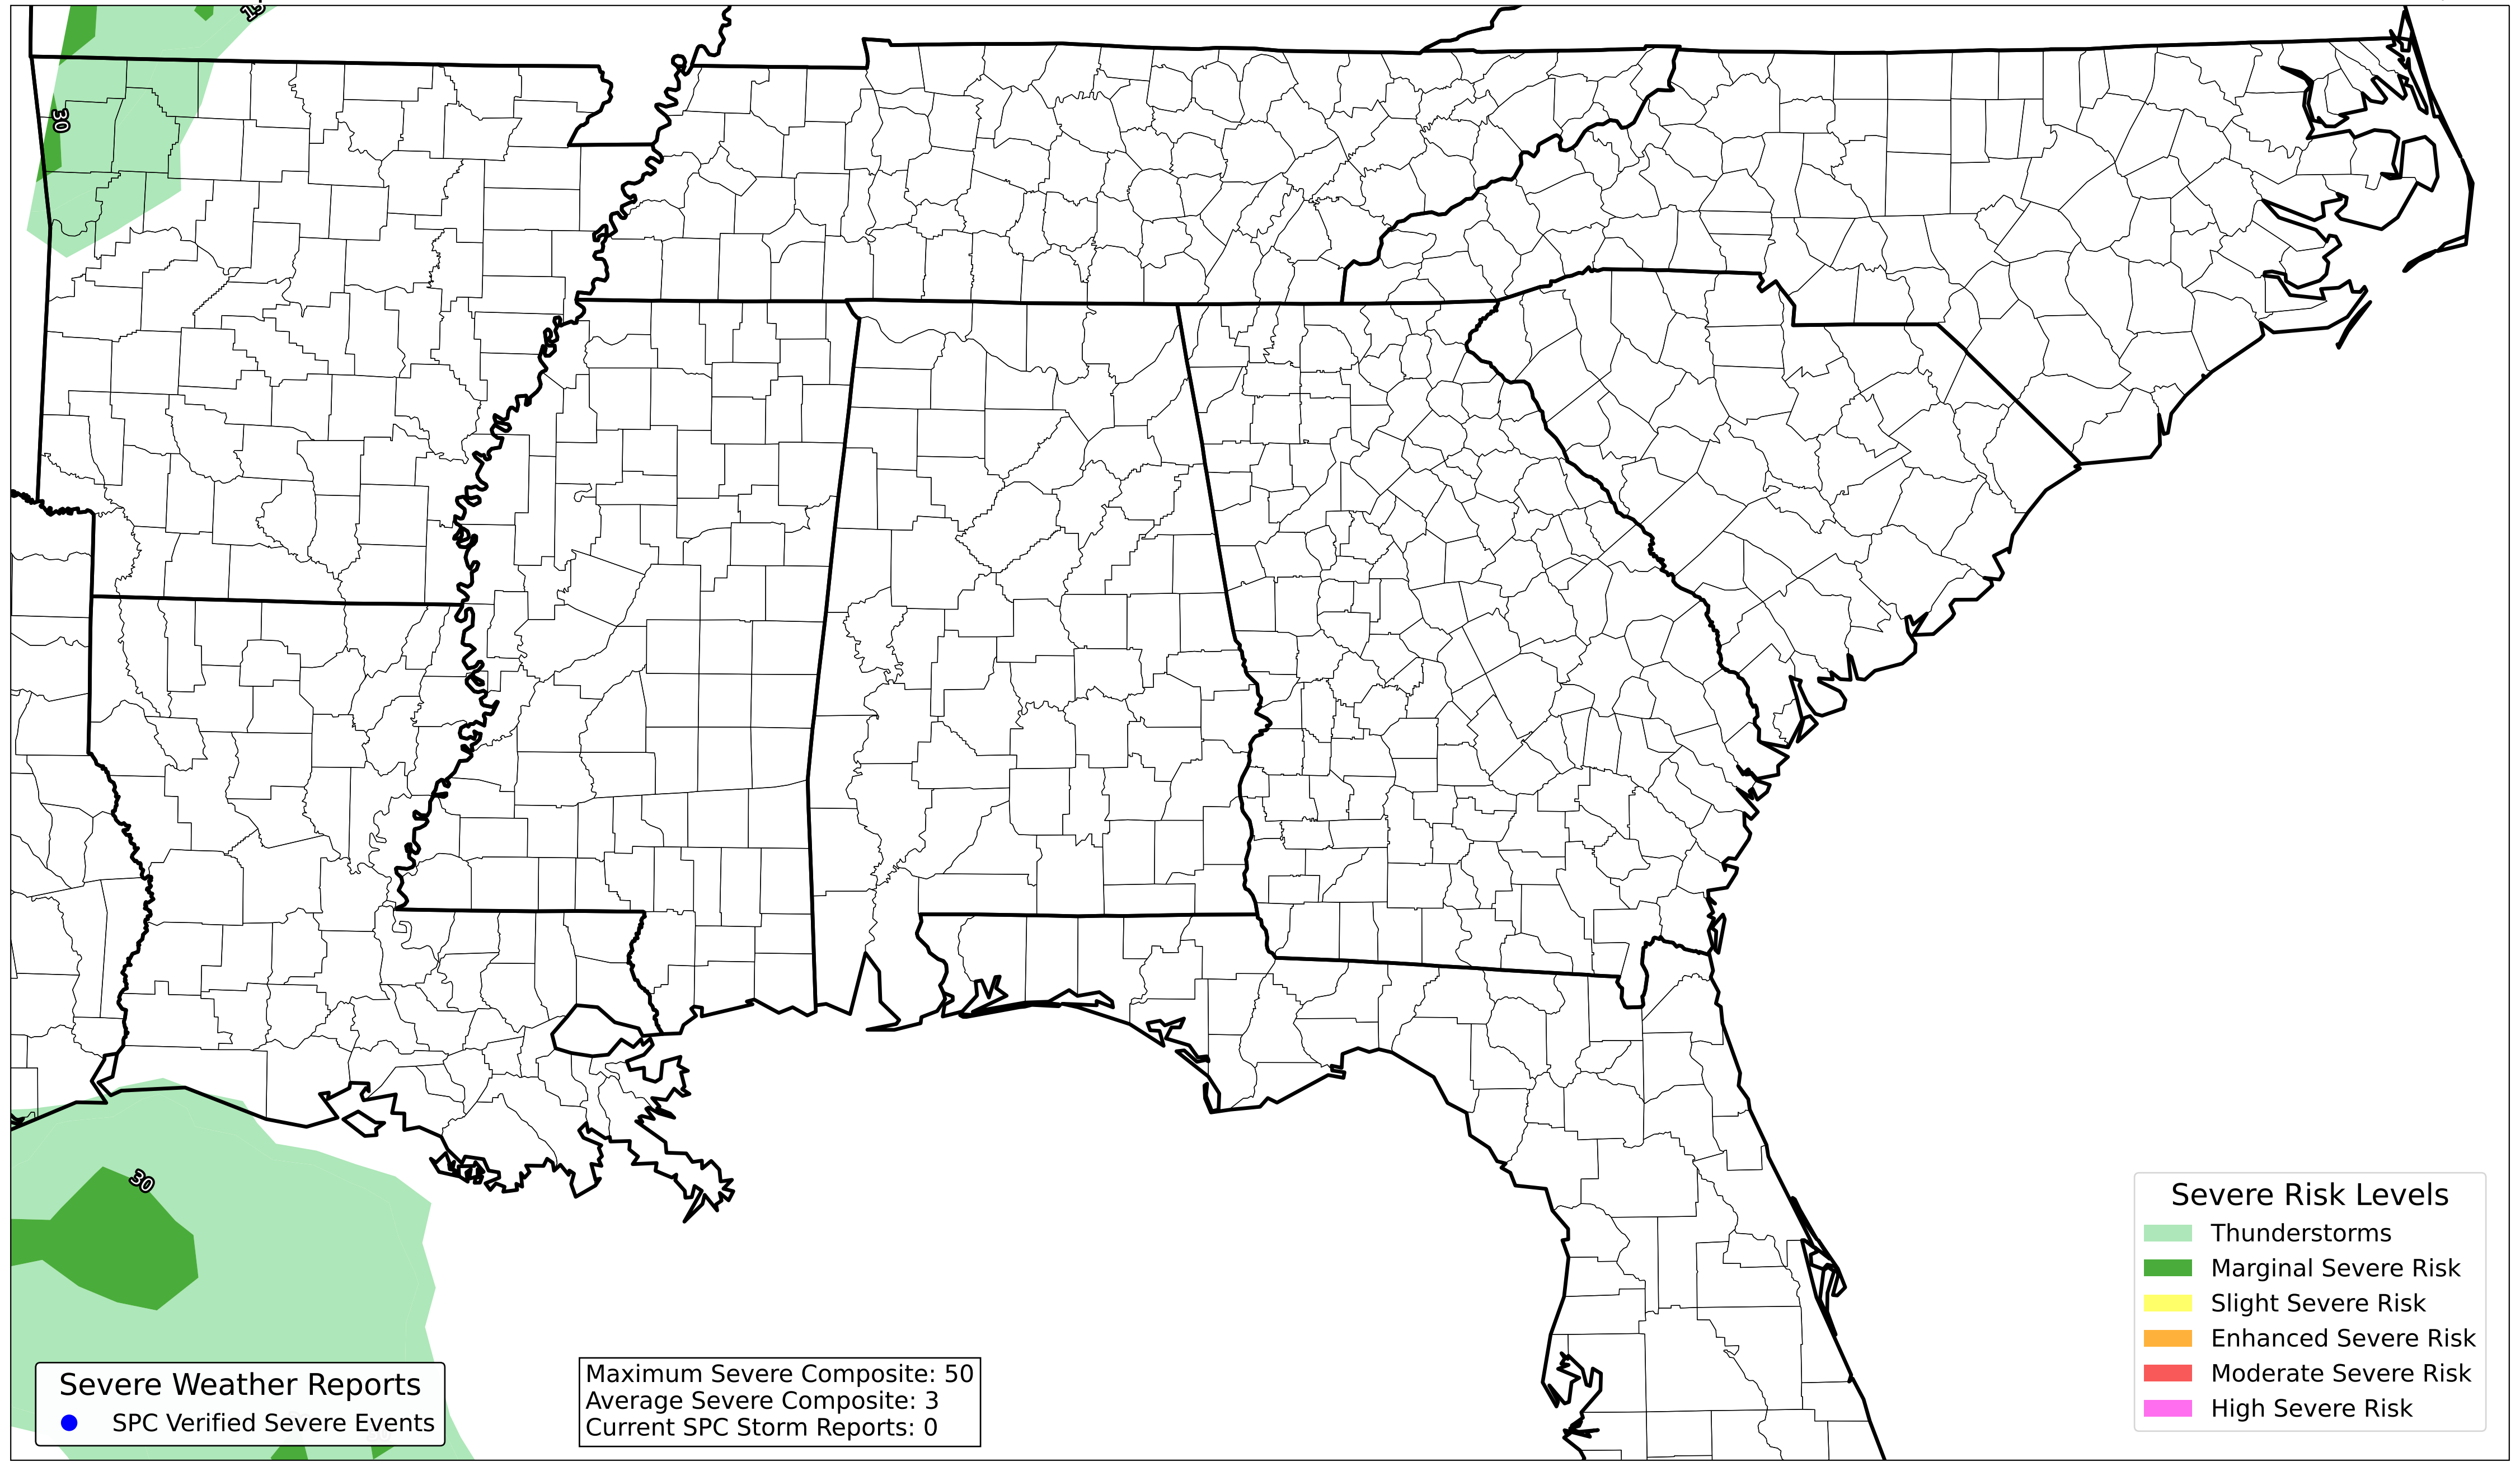 15
30
30
Severe Risk Levels
Thunderstorms
Marginal Severe Risk
Slight Severe Risk
Enhanced Severe Risk
Moderate Severe Risk
High Severe Risk
Severe Weather Reports
SPC Verified Severe Events
Maximum Severe Composite: 50
Average Severe Composite: 3
Current SPC Storm Reports: 0